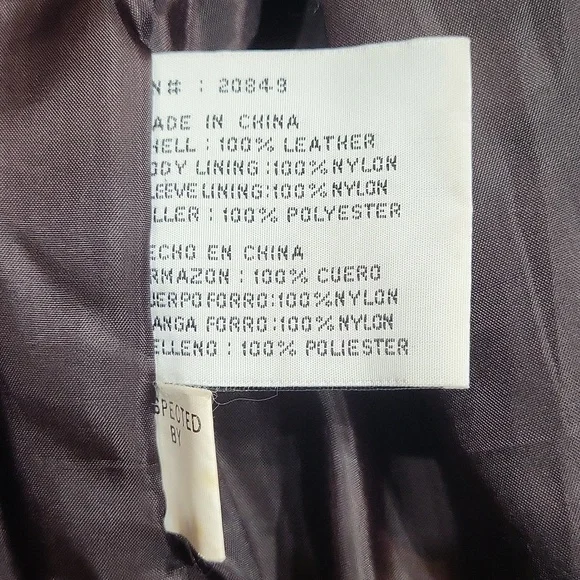 N# : 20849
ADE IN CHINA
HELL : 100% LEATHER
ODY LINING:100% NYLON
LEEVE LINING:100% NYLON
ILLER : 100% POLYESTER
ECHO EN CHINA
RMAZON : 100% CUERO
UERPO FORRO:100% NYLON
ANGA FORRO:100% NYLON
ELLENO : 100% POLIESTER
SPECTED
BY